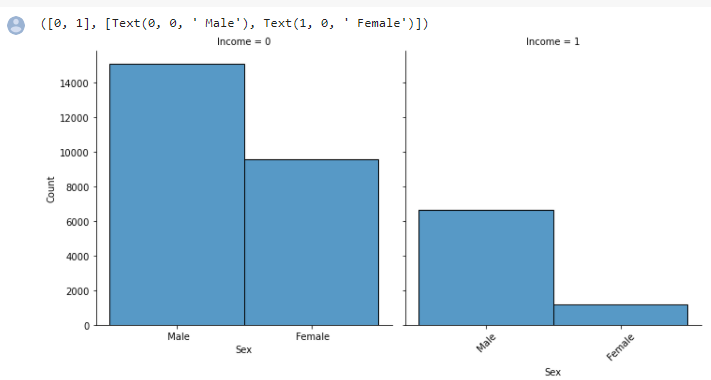 ([0, 1], [Text(0, 0, ' Male'), Text(1, 0, ' Female')])
Income = 0
Income = 1
14000
12000
10000
8000
6000
4000
2000
0
Count
Male
Female
Sex
Male
Female
Sex